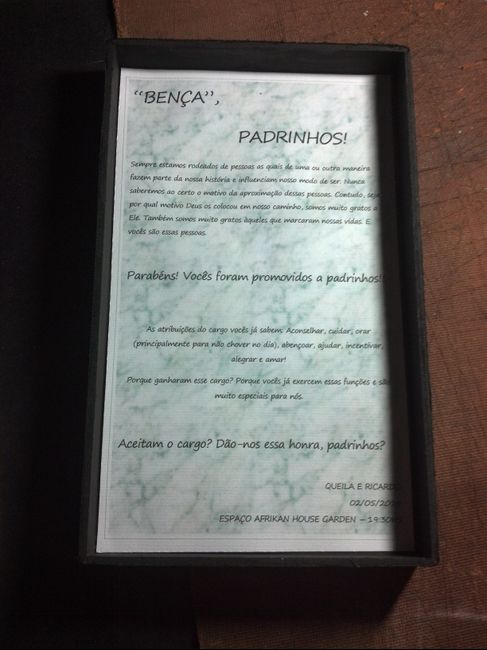 “BENÇA”,
PADRINHOS!
Sempre estamos rodeados de pessoas as quais de uma ou outra maneira
fazem parte da nossa história e influenciam nosso modo de ser. Nunca
saberemos ao certo o motivo da aproximação dessas pessoas. Contudo, seja
por qual motivo Deus os colocou em nosso caminho, somos muito gratos a
Ele. Também somos muito gratos àqueles que marcaram nossas vidas. E
vocês são essas pessoas.
Parabéns! Vocês foram promovidos a padrinhos!!
As atribuições do cargo vocês já sabem: Aconselhar, cuidar, orar
(principalmente para não chover no dia), abençoar, ajudar, incentivar,
alegrar e amar!
Porque ganharam esse cargo? Porque vocês já exercem essas funções e são
muito especiais para nós.
Aceitam o cargo? Dão-nos essa honra, padrinhos?
QUEILA E RICARDO
02/05/
ESPAÇO AFRIKAN HOUSE GARDEN – 19:30